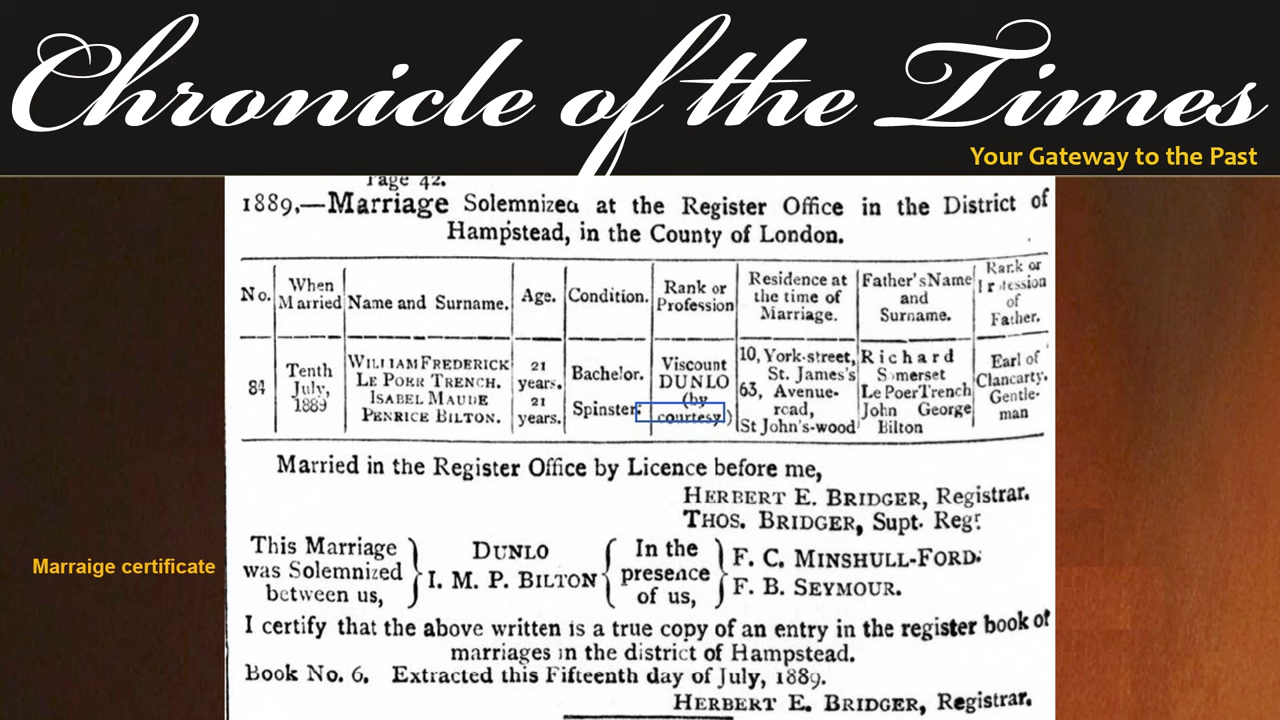 Chronicle of the Times
Your Gateway to the Past
Page 42.
1889.—Marriage Solemnized at the Register Office in the District of
Hampstead, in the County of London.
No. When Married Name and Surname. Age. Condition. Rank or Profession Residence at the time of Marriage. Father's Name and Surname. Rank or Profession of Father.
84 Tenth July, 1889 WILLIAM FREDERICK LE POER TRENCH. 21 years. Bachelor. Viscount DUNLO (by courtesy.) 10, York-street, St. James's Richard Somerset Le Poer Trench Earl of Clancarty.
ISABEL MAUDE PENRICE BILTON. 21 years. Spinster. 63, Avenue-road, St John's-wood John George Bilton Gentle-man
Married in the Register Office by Licence before me,
HERBERT E. BRIDGER, Registrar.
THOS. BRIDGER, Supt. Regr.
This Marriage was Solemnized between us, DUNLO I. M. P. BILTON In the presence of us, F. C. MINSHULL-FORD. F. B. SEYMOUR.
Marraige certificate
I certify that the above written is a true copy of an entry in the register book of
marriages in the district of Hampstead.
Book No. 6. Extracted this Fifteenth day of July, 1889.
HERBERT E. BRIDGER, Registrar.